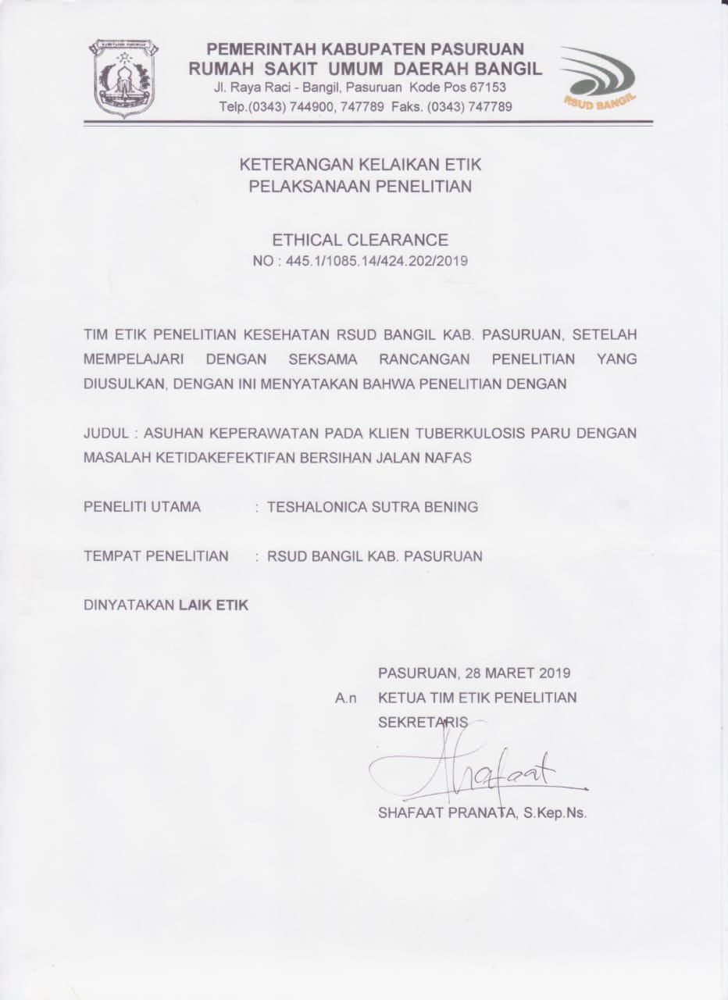 KABUPATEN PASURUAN
PEMERINTAH KABUPATEN PASURUAN
RUMAH SAKIT UMUM DAERAH BANGIL
Jl. Raya Raci - Bangil, Pasuruan Kode Pos 67153
Telp.(0343) 744900, 747789 Faks. (0343) 747789
RSUD BANGIL
KETERANGAN KELAIKAN ETIK
PELAKSANAAN PENELITIAN
ETHICAL CLEARANCE
NO : 445.1/1085.14/424.202/2019
TIM ETIK PENELITIAN KESEHATAN RSUD BANGIL KAB. PASURUAN, SETELAH
MEMPELAJARI DENGAN SEKSAMA RANCANGAN PENELITIAN YANG
DIUSULKAN, DENGAN INI MENYATAKAN BAHWA PENELITIAN DENGAN
JUDUL : ASUHAN KEPERAWATAN PADA KLIEN TUBERKULOSIS PARU DENGAN
MASALAH KETIDAKEFEKTIFAN BERSIHAN JALAN NAFAS
PENELITI UTAMA : TESHALONICA SUTRA BENING
TEMPAT PENELITIAN : RSUD BANGIL KAB. PASURUAN
DINYATAKAN LAIK ETIK
PASURUAN, 28 MARET 2019
A.n KETUA TIM ETIK PENELITIAN
SEKRETARIS
Shafaat
SHAFAAT PRANATA, S.Kep.Ns.